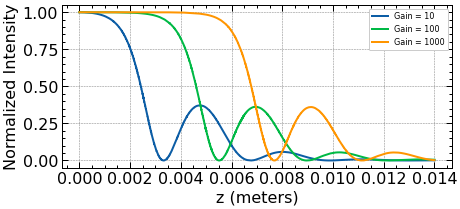 Normalized Intensity
1.00
0.75
0.50
0.25
0.00
Gain = 10
Gain = 100
Gain = 1000
0.000 0.002 0.004 0.006 0.008 0.010 0.012 0.014
z (meters)